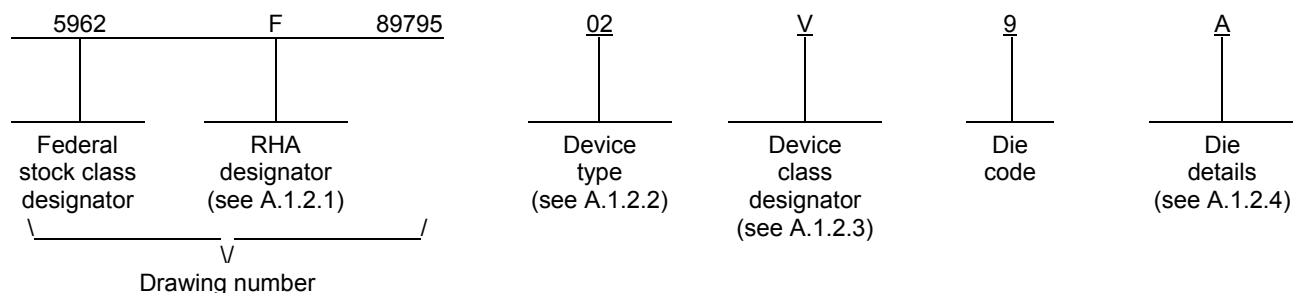 5962 F 89795 02 V 9 A
Federal RHA Device Device Die Die
stock class designator type class code details
designator (see A.1.2.1) (see A.1.2.2) designator (see A.1.2.4)
(see A.1.2.3)
Drawing number